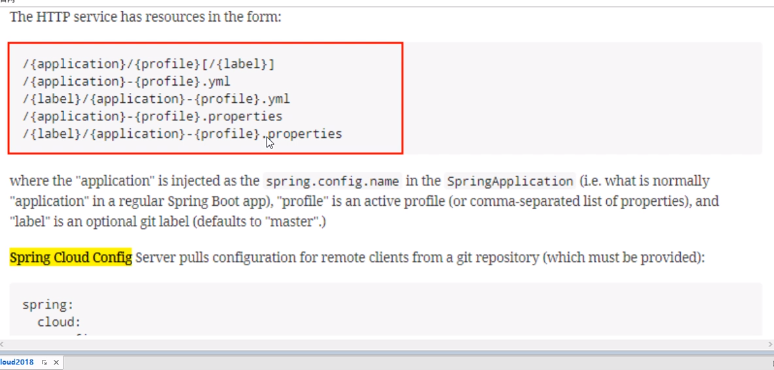 The HTTP service has resources in the form:
/{application}/{profile}[/{label}]
/{application}-{profile}.yml
/{label}/{application}-{profile}.yml
/{application}-{profile}.properties
/{label}/{application}-{profile}.properties
where the "application" is injected as the spring.config.name in the SpringApplication (i.e. what is normally
"application" in a regular Spring Boot app), "profile" is an active profile (or comma-separated list of properties), and
"label" is an optional git label (defaults to "master".)
Spring Cloud Config Server pulls configuration for remote clients from a git repository (which must be provided):
spring:
cloud:
loud2018